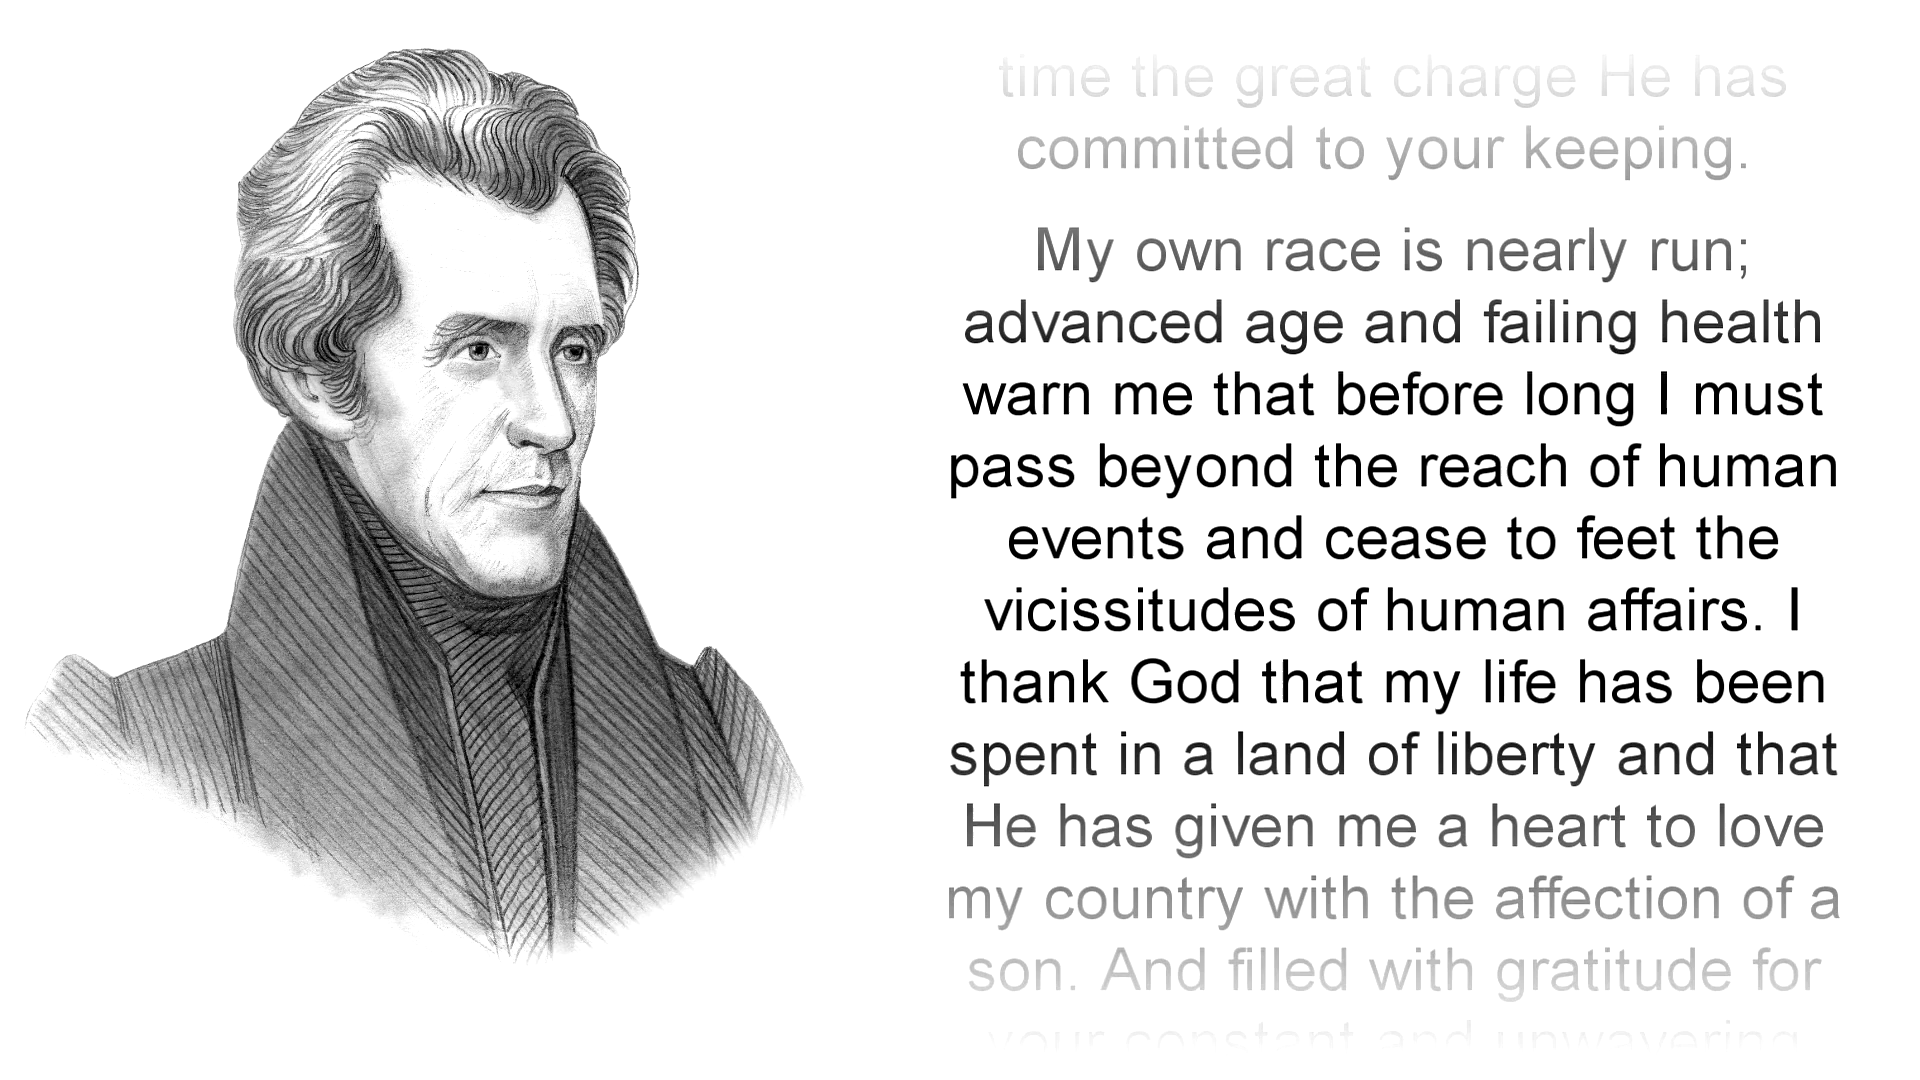 time the great charge He has
committed to your keeping.
My own race is nearly run;
advanced age and failing health
warn me that before long I must
pass beyond the reach of human
events and cease to feet the
vicissitudes of human affairs. I
thank God that my life has been
spent in a land of liberty and that
He has given me a heart to love
my country with the affection of a
son. And filled with gratitude for
your constant and unwavering